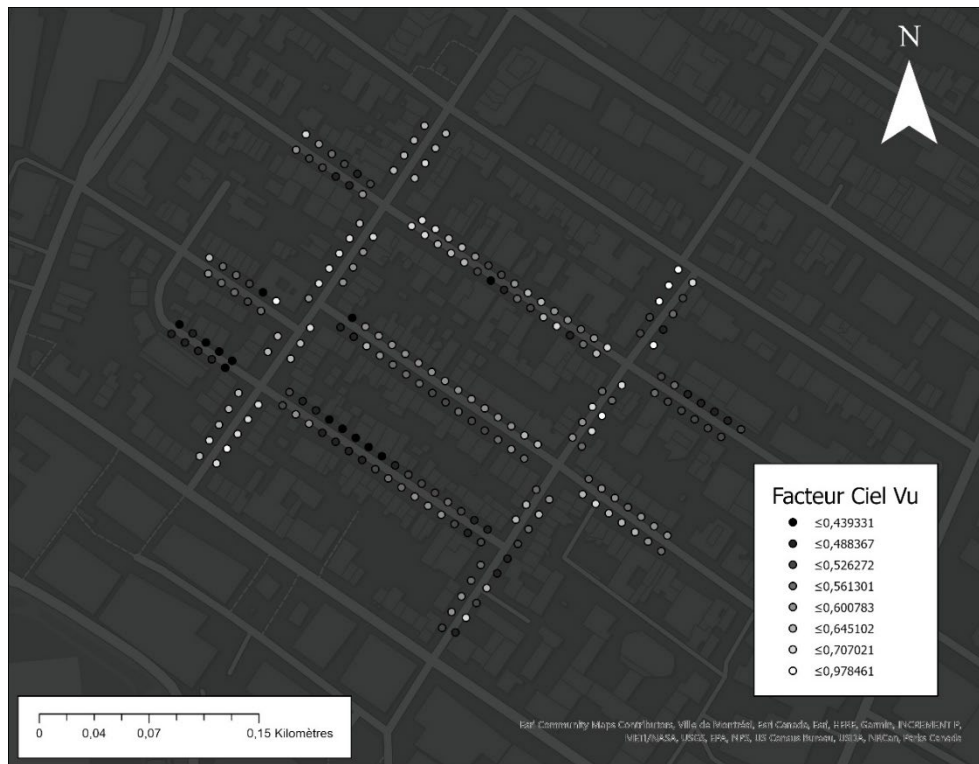 N
Facteur Ciel Vu
≤0,439331
≤0,488367
≤0,526272
≤0,561301
≤0,600783
≤0,645102
≤0,707021
≤0,978461
0 0,04 0,07 0,15 Kilomètres
Esri Community Maps Contributors, Ville de Montréal, Esri Canada, Esri, HERE, Garmin, INCREMENT P,
METI/NASA, USGS, EPA, NPS, US Census Bureau, USDA, NRCan, Parks Canada